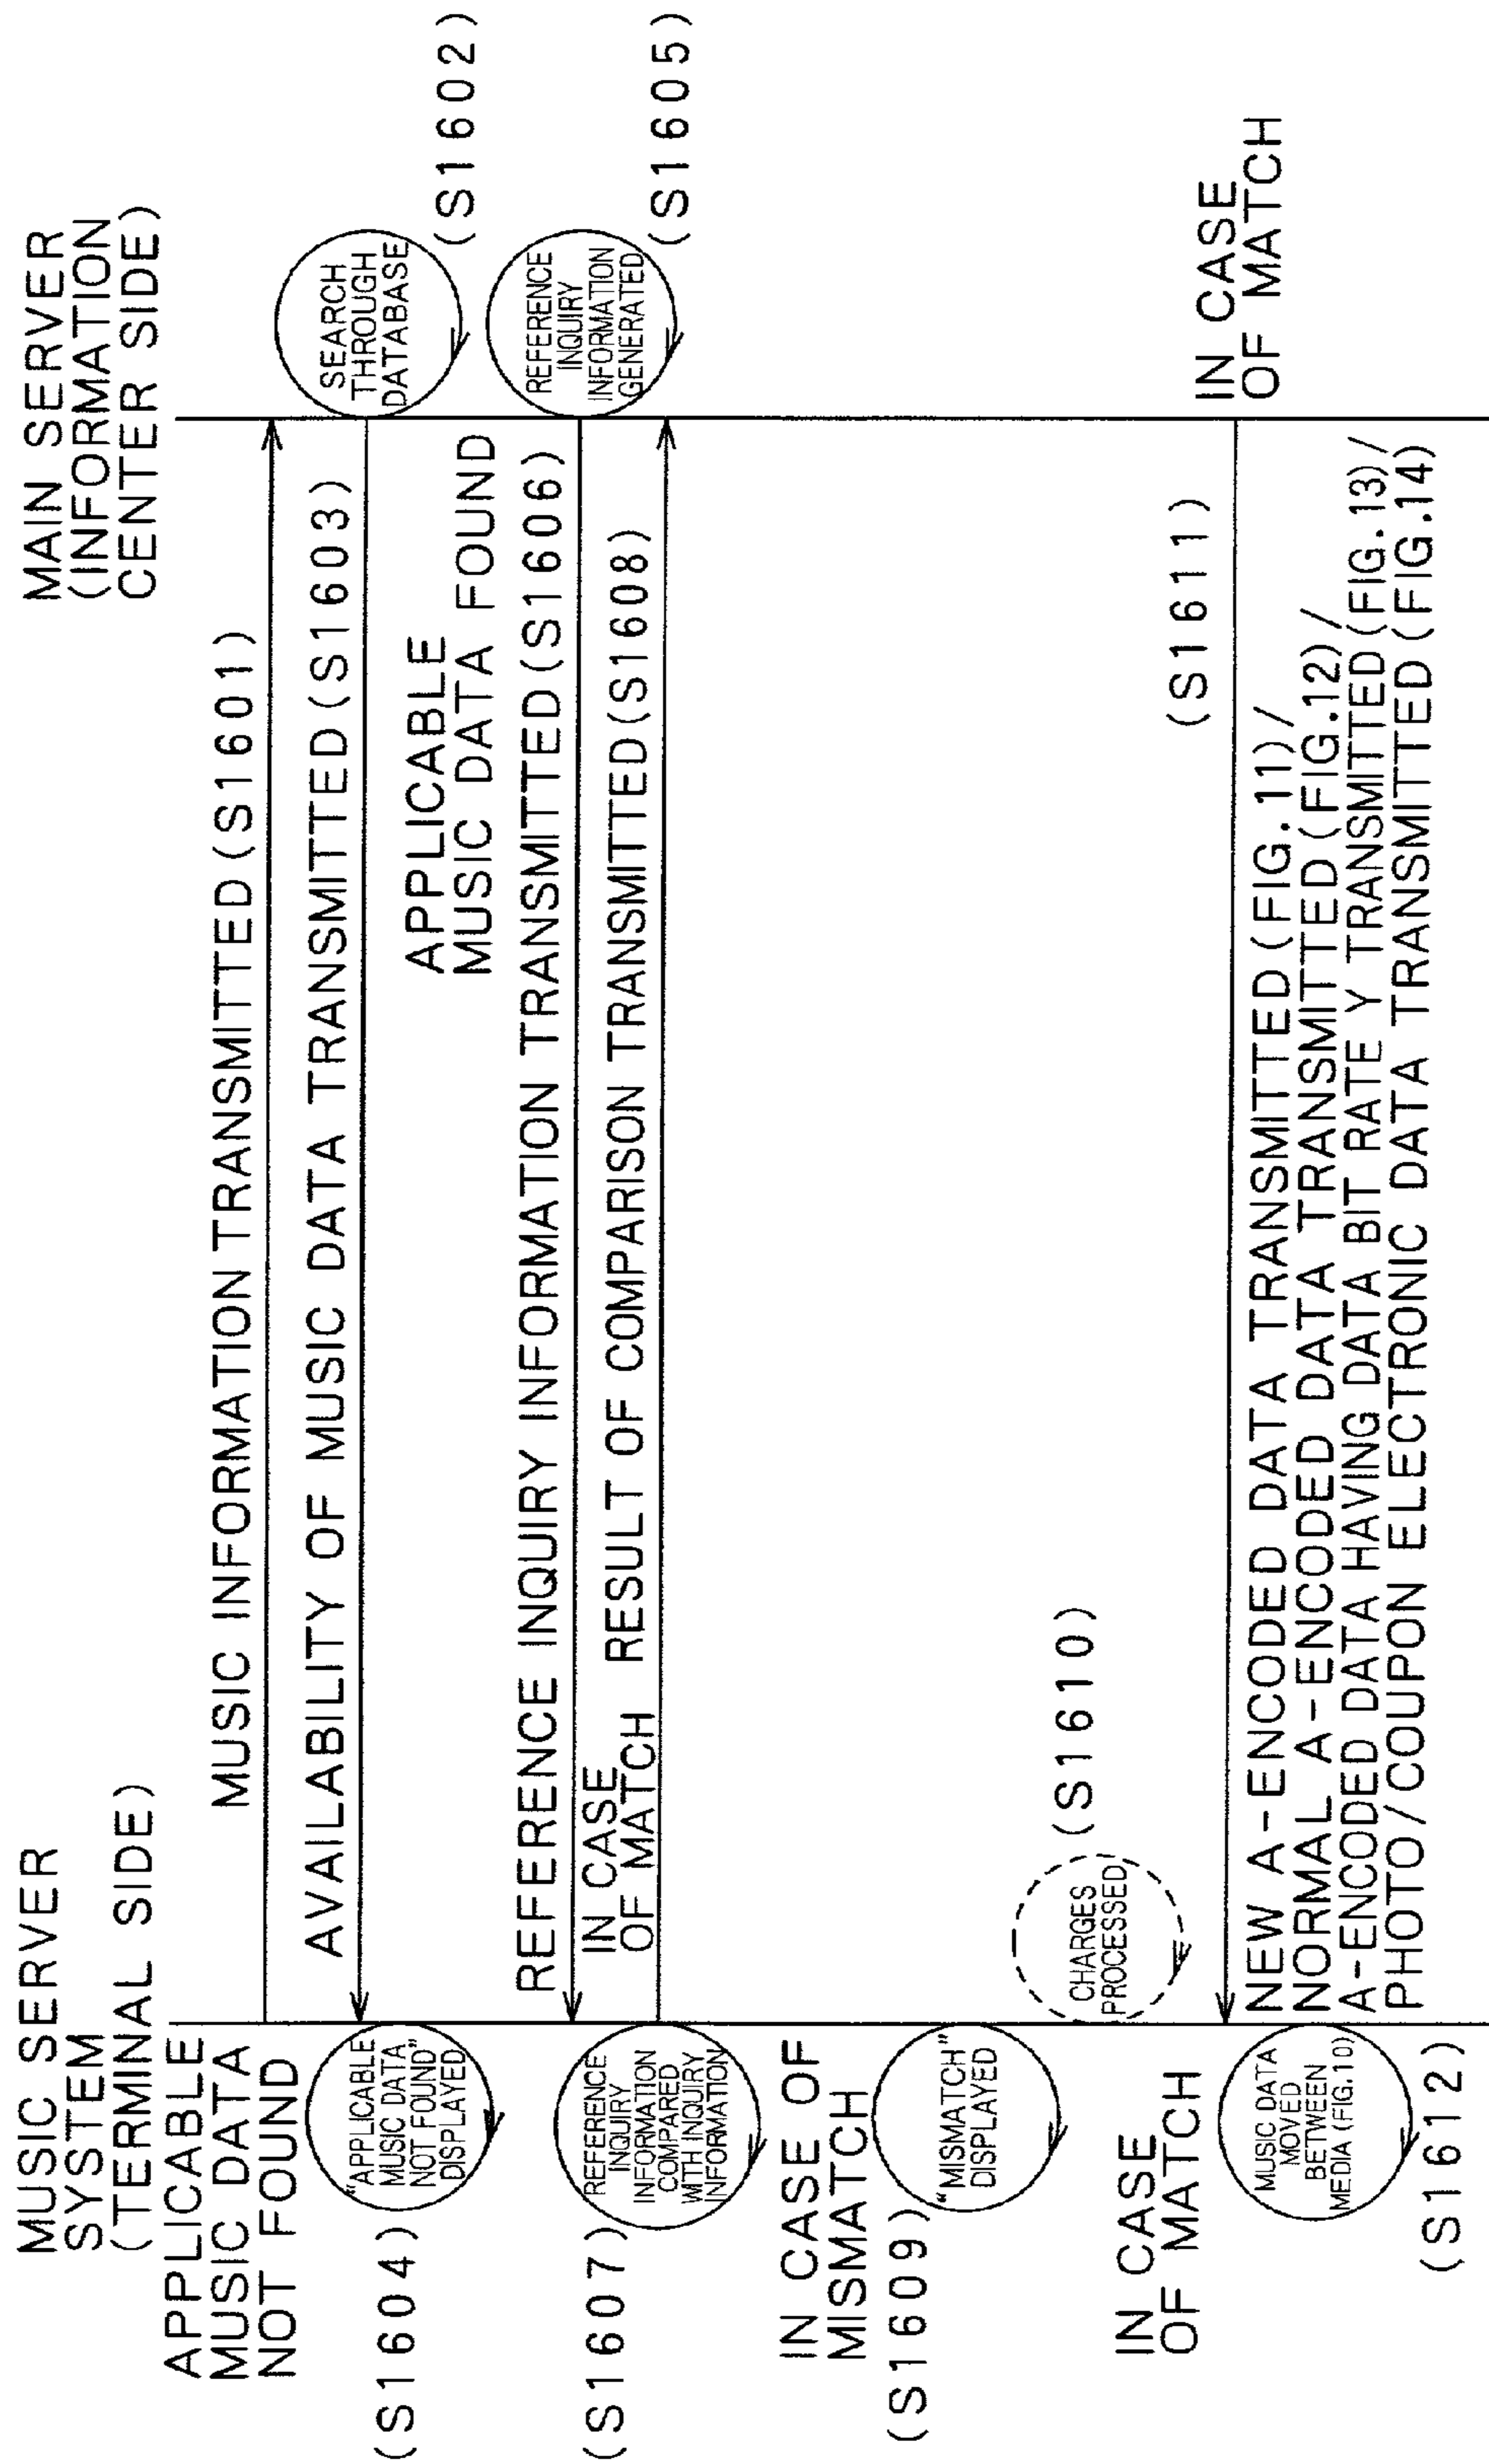 MUSIC SERVER
SYSTEM
(TERMINAL SIDE)
MAIN SERVER
(INFORMATION
CENTER SIDE)
APPLICABLE
MUSIC DATA
NOT FOUND
MUSIC INFORMATION TRANSMITTED (S1601)
SEARCH
THROUGH
DATABASE
(S1602)
AVAILABILITY OF MUSIC DATA TRANSMITTED (S1603)
"APPLICABLE
MUSIC DATA
NOT FOUND"
DISPLAYED
(S1604)
APPLICABLE
MUSIC DATA FOUND
REFERENCE
INQUIRY
INFORMATION
GENERATED
(S1605)
REFERENCE INQUIRY INFORMATION TRANSMITTED (S1606)
REFERENCE
INQUIRY
INFORMATION
COMPARED
WITH INQUIRY
INFORMATION
(S1607)
IN CASE
OF MATCH
RESULT OF COMPARISON TRANSMITTED (S1608)
IN CASE OF
MISMATCH
"MISMATCH"
DISPLAYED
(S1609)
CHARGES
PROCESSED
(S1610)
IN CASE
OF MATCH
(S1611)
IN CASE
OF MATCH
MUSIC DATA
MOVED
BETWEEN
MEDIA (FIG.10)
(S1612)
NEW A-ENCODED DATA TRANSMITTED (FIG.11)/
NORMAL A-ENCODED DATA TRANSMITTED (FIG.12)/
A-ENCODED DATA HAVING DATA BIT RATE Y TRANSMITTED (FIG.13)/
PHOTO/COUPON ELECTRONIC DATA TRANSMITTED (FIG.14)